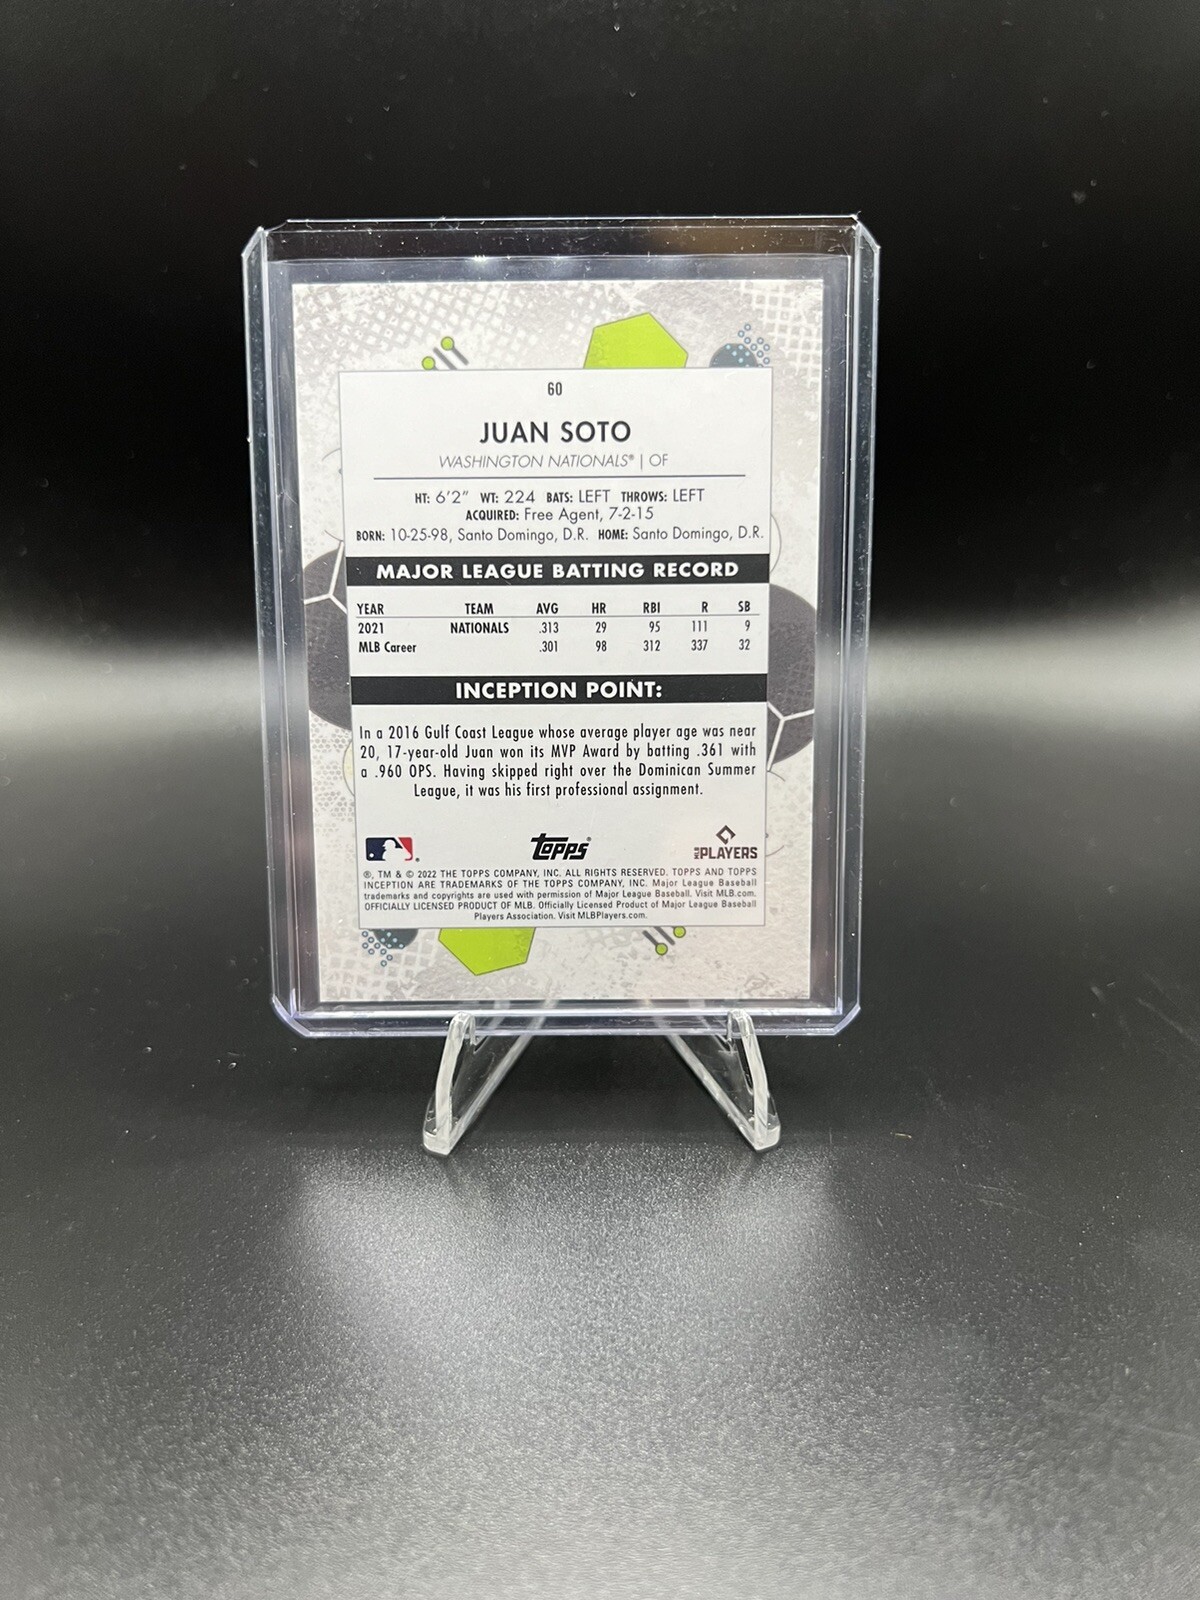 60
JUAN SOTO
WASHINGTON NATIONALS® | OF
HT: 6'2" WT: 224 BATS: LEFT THROWS: LEFT
ACQUIRED: Free Agent, 7-2-15
BORN: 10-25-98, Santo Domingo, D.R. HOME: Santo Domingo, D.R.
MAJOR LEAGUE BATTING RECORD
YEAR TEAM AVG HR RBI R SB
2021 NATIONALS .313 29 95 111 9
MLB Career .301 98 312 337 32
INCEPTION POINT:
In a 2016 Gulf Coast League whose average player age was near
20, 17-year-old Juan won its MVP Award by batting .361 with
a .960 OPS. Having skipped right over the Dominican Summer
League, it was his first professional assignment.
topps® MLB PLAYERS
®, TM & © 2022 THE TOPPS COMPANY, INC. ALL RIGHTS RESERVED. TOPPS AND TOPPS
INCEPTION ARE TRADEMARKS OF THE TOPPS COMPANY, INC. Major League Baseball
trademarks and copyrights are used with permission of Major League Baseball. Visit MLB.com.
OFFICIALLY LICENSED PRODUCT OF MLB. Officially Licensed Product of Major League Baseball
Players Association. Visit MLBPlayers.com.